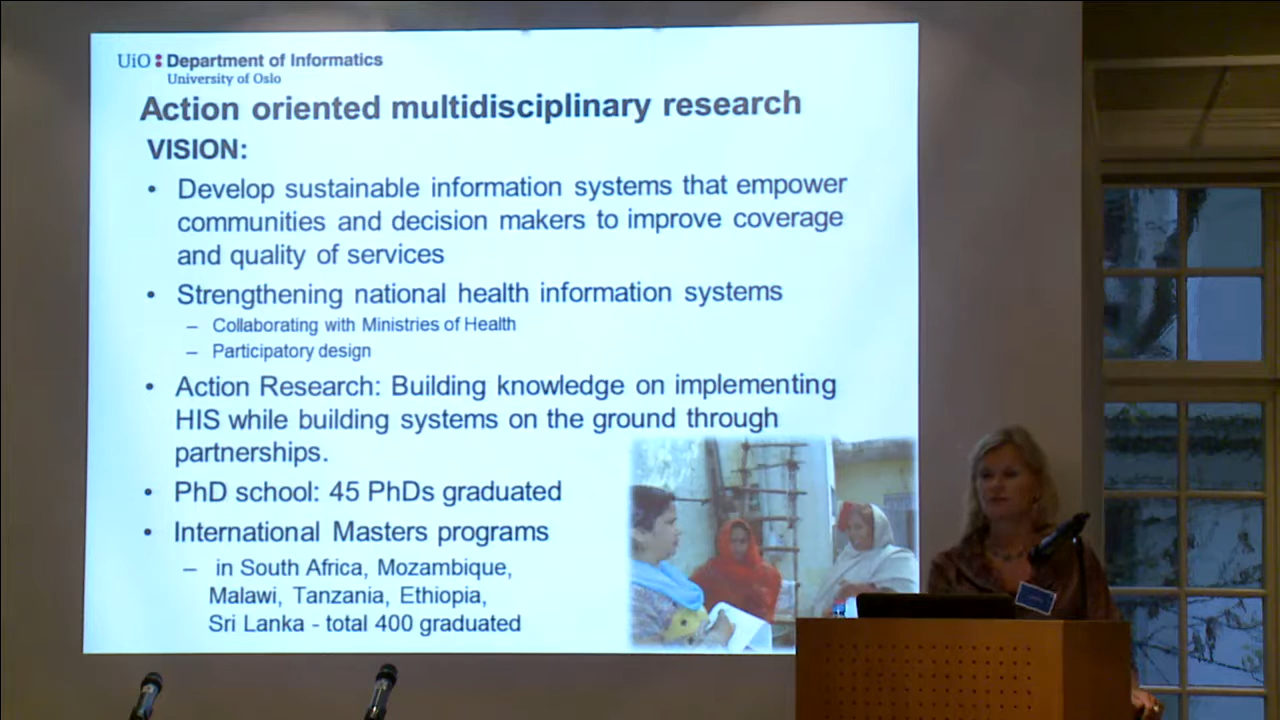 UiO : Department of Informatics
University of Oslo
Action oriented multidisciplinary research
VISION:
• Develop sustainable information systems that empower
communities and decision makers to improve coverage
and quality of services
• Strengthening national health information systems
– Collaborating with Ministries of Health
– Participatory design
• Action Research: Building knowledge on implementing
HIS while building systems on the ground through
partnerships.
• PhD school: 45 PhDs graduated
• International Masters programs
– in South Africa, Mozambique,
Malawi, Tanzania, Ethiopia,
Sri Lanka - total 400 graduated